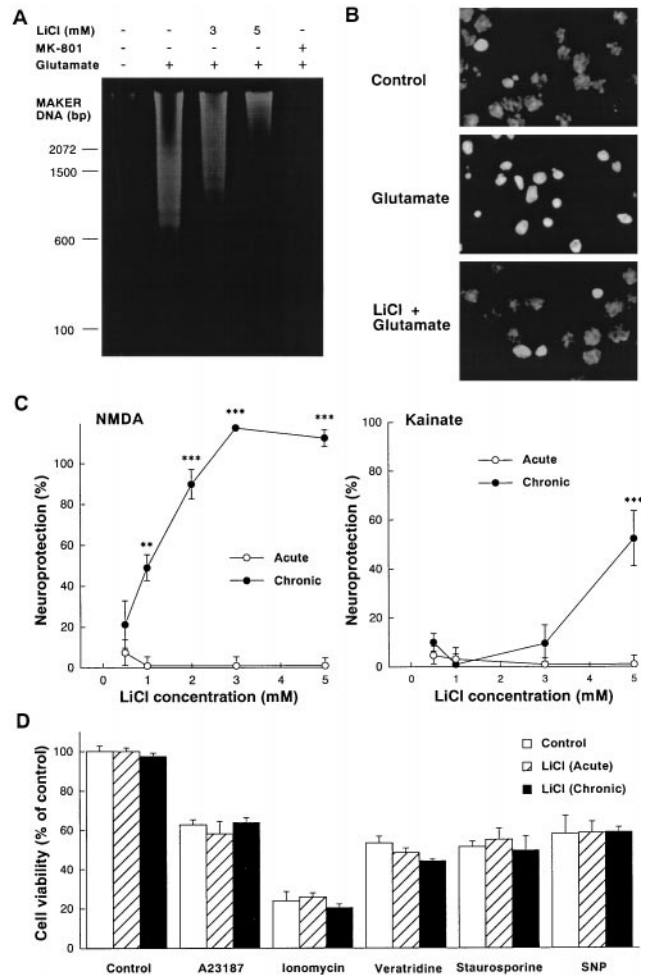 A
LiCl (mM) - - 3 5 -
MK-801 - - - - +
Glutamate - + + + +
MAKER
DNA (bp)
2072
1500
600
100
B
Control
Glutamate
LiCl +
Glutamate
C
NMDA
Neuroprotection (%)
100
80
60
40
20
0
** *** *** ***
Acute
Chronic
0 1 2 3 4 5
LiCl concentration (mM)
Kainate
Neuroprotection (%)
100
80
60
40
20
0
***
Acute
Chronic
0 1 2 3 4 5
LiCl concentration (mM)
D
Cell viability (% of control)
100
80
60
40
20
0
Control
LiCl (Acute)
LiCl (Chronic)
Control A23187 Ionomycin Veratridine Staurosporine SNP